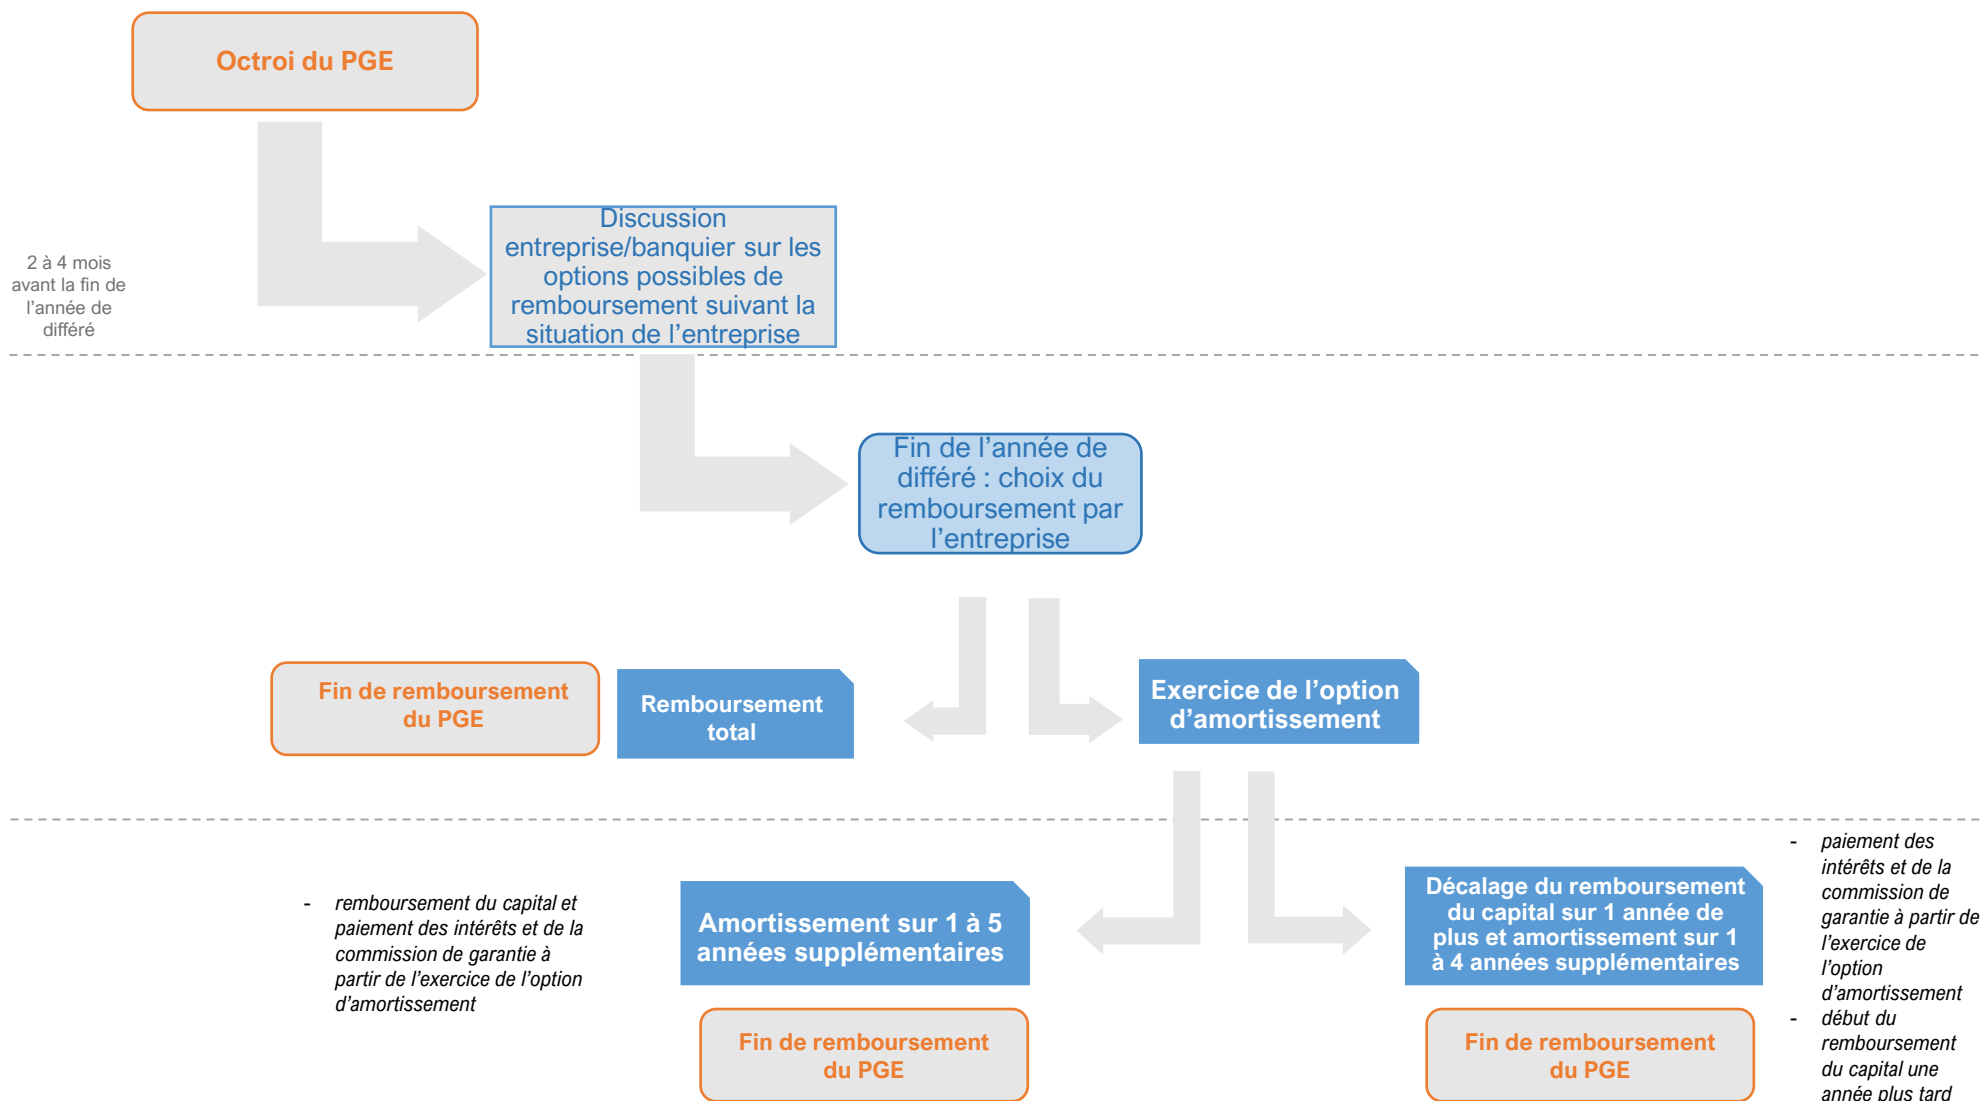 Octroi du PGE
2 à 4 mois
avant la fin de
l’année de
différé
Discussion
entreprise/banquier sur les
options possibles de
remboursement suivant la
situation de l’entreprise
Fin de l’année de
différé : choix du
remboursement par
l’entreprise
Fin de remboursement
du PGE
Remboursement
total
Exercice de l’option
d’amortissement
- remboursement du capital et
paiement des intérêts et de la
commission de garantie à
partir de l’exercice de l’option
d’amortissement
Amortissement sur 1 à 5
années supplémentaires
Fin de remboursement
du PGE
Décalage du remboursement
du capital sur 1 année de
plus et amortissement sur 1
à 4 années supplémentaires
Fin de remboursement
du PGE
- paiement des
intérêts et de la
commission de
garantie à partir de
l’exercice de
l’option
d’amortissement
- début du
remboursement
du capital une
année plus tard